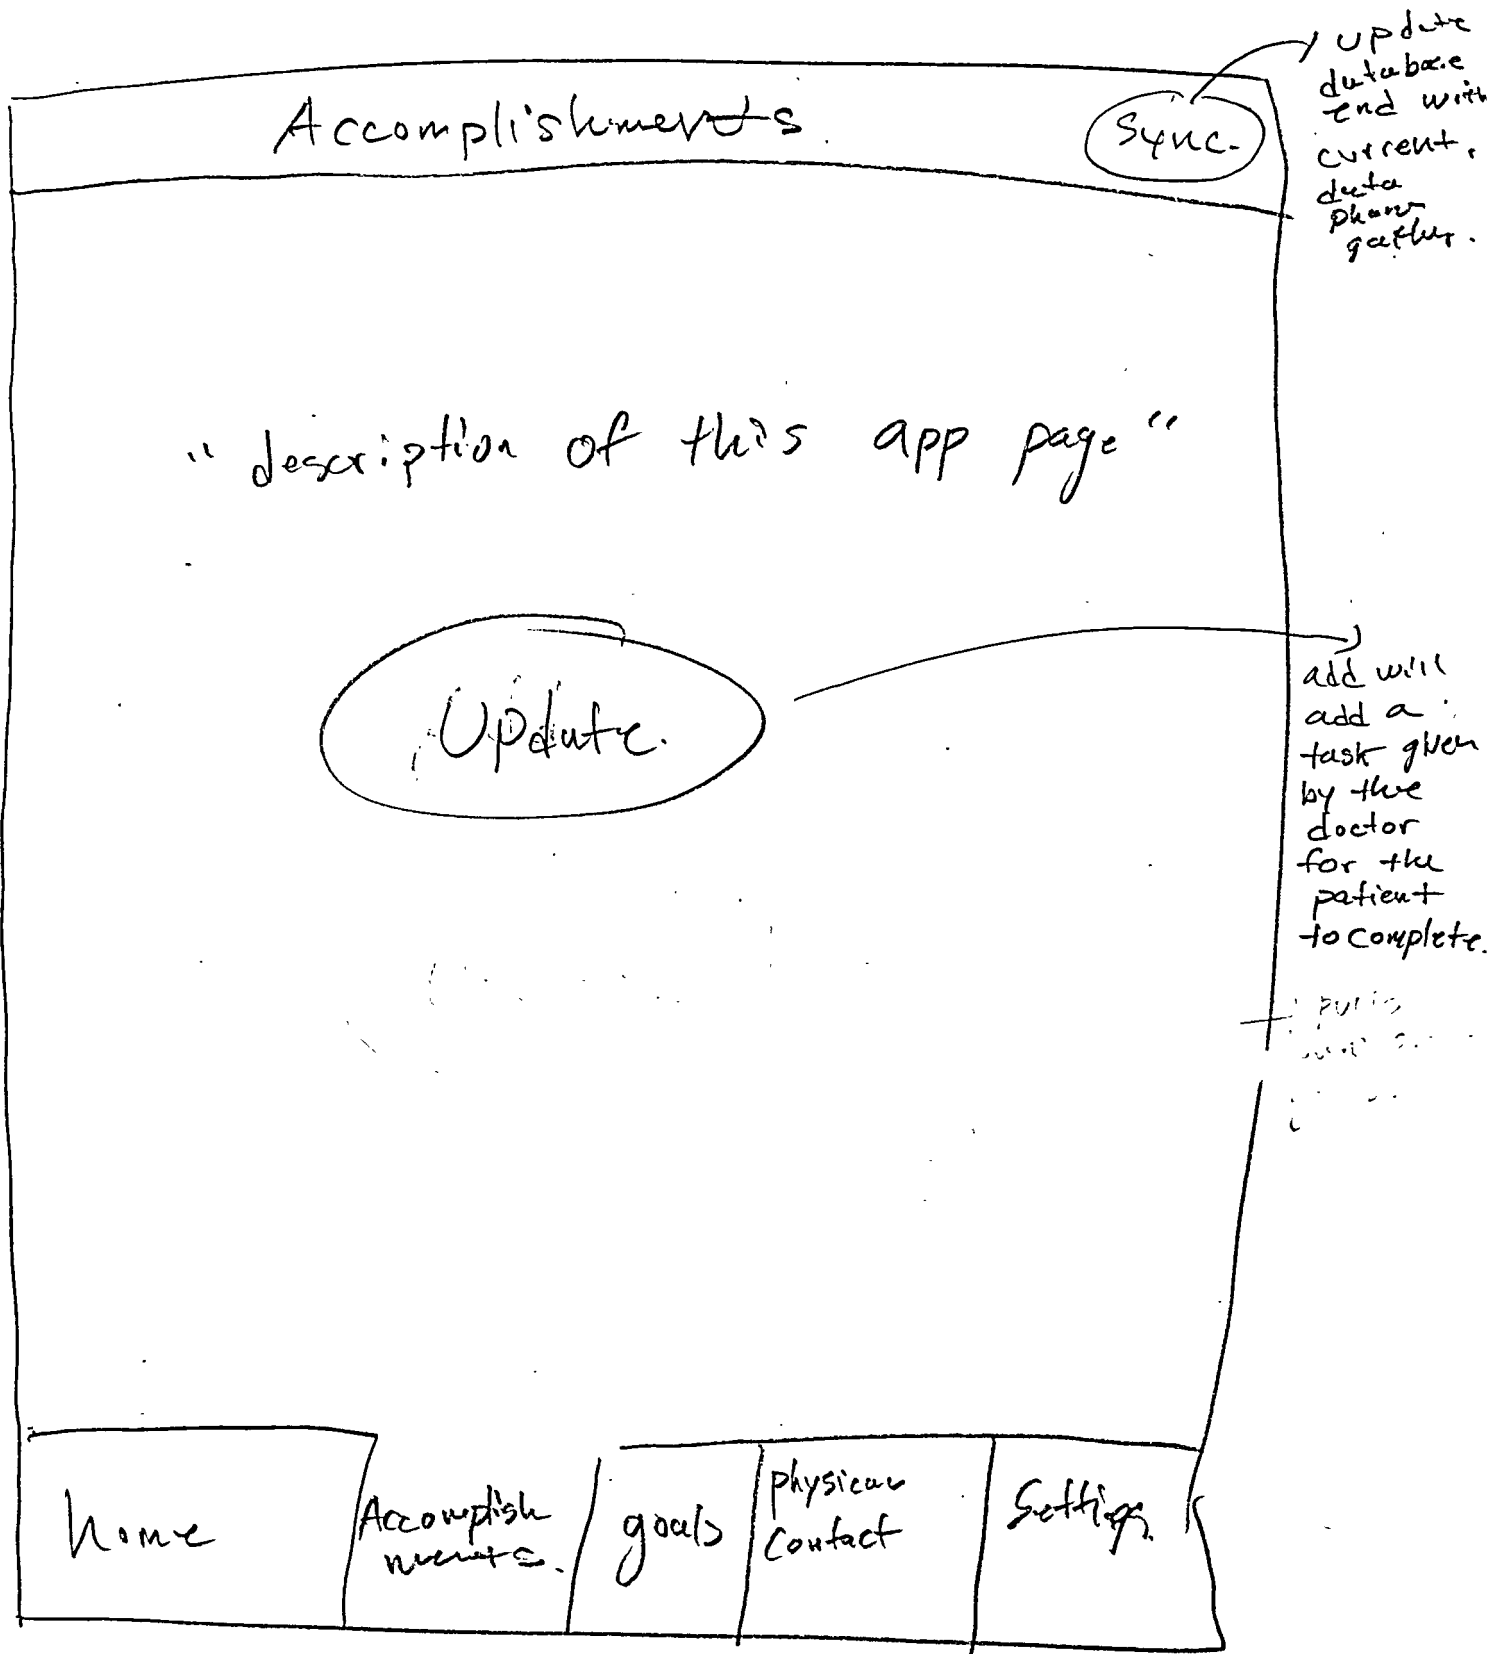 Accomplishments.
Sync.
update
database
end with
current.
data
phone
gather.
"description of this app page"
Update.
add will
add a
task given
by the
doctor
for the
patient
to complete.
home
Accomplish
ments.
goals
physican
contact
Settings.